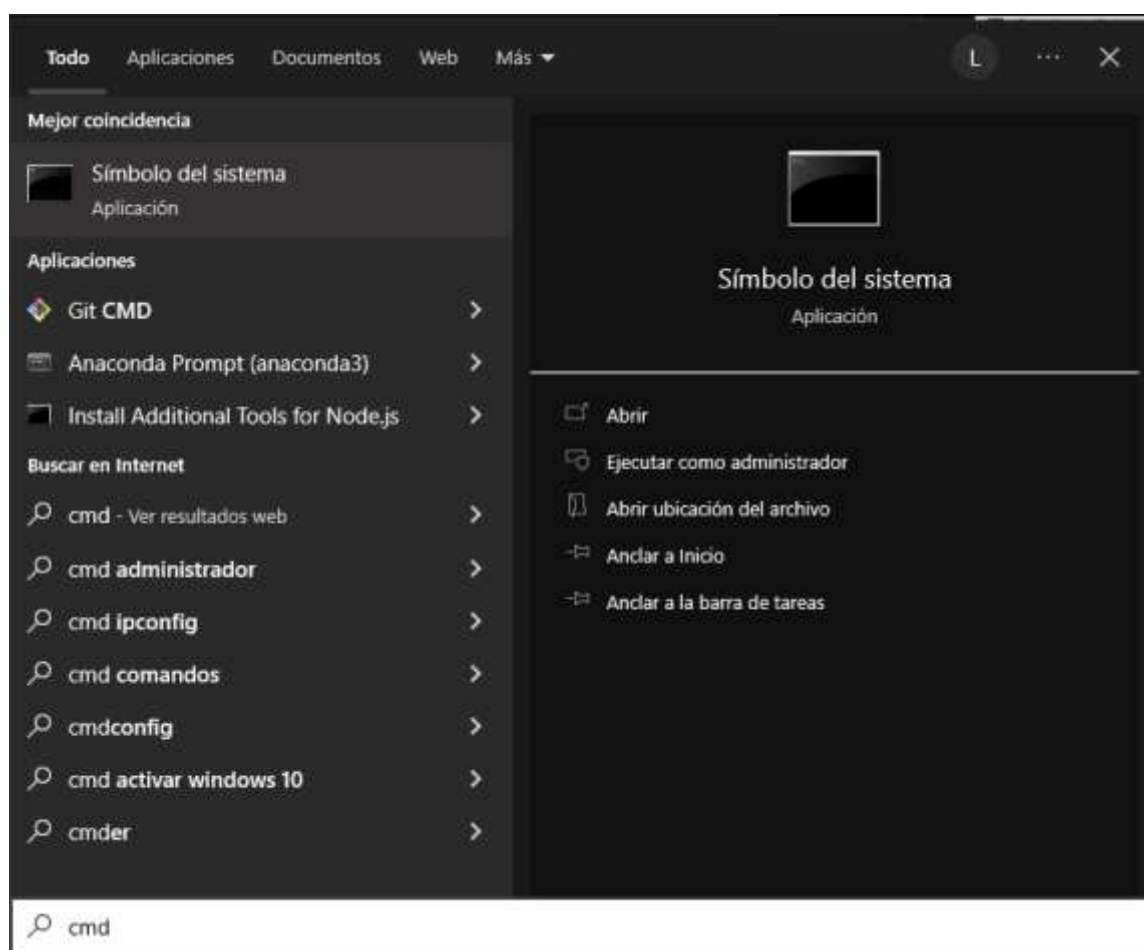 Todo Aplicaciones Documentos Web Más L ...
Mejor coincidencia
Símbolo del sistema
Aplicación
Aplicaciones
Git CMD
Anaconda Prompt (anaconda3)
Install Additional Tools for Node.js
Buscar en Internet
cmd - Ver resultados web
cmd administrador
cmd ipconfig
cmd comandos
cmdconfig
cmd activar windows 10
cmder
Símbolo del sistema
Aplicación
Abrir
Ejecutar como administrador
Abrir ubicación del archivo
Anclar a Inicio
Anclar a la barra de tareas
cmd